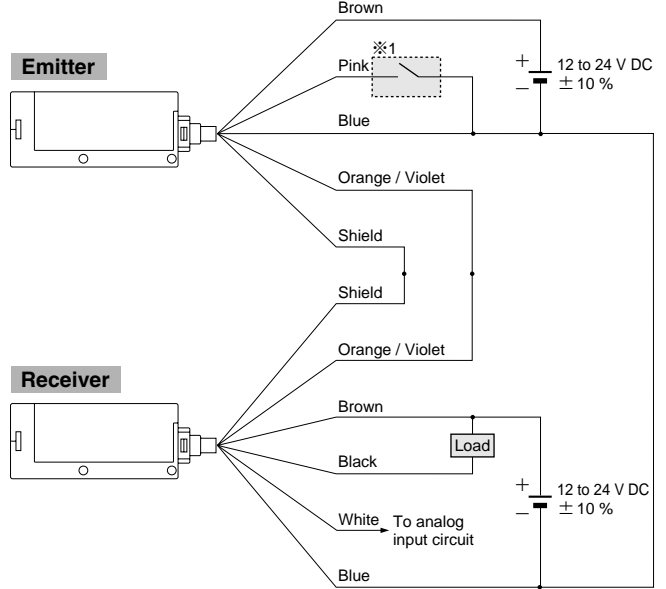 Brown
※1
Emitter
Pink
+
−
12 to 24 V DC
± 10 %
Blue
Orange / Violet
Shield
Shield
Orange / Violet
Receiver
Brown
Load
Black
+
−
12 to 24 V DC
± 10 %
White
To analog
input circuit
Blue